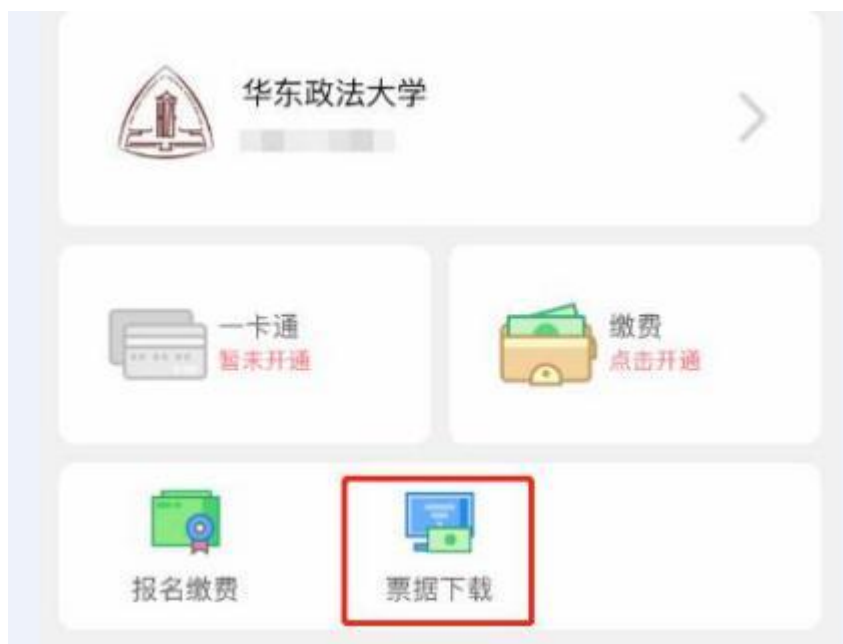 华东政法大学
一卡通
暂未开通
缴费
点击开通
报名缴费
票据下载